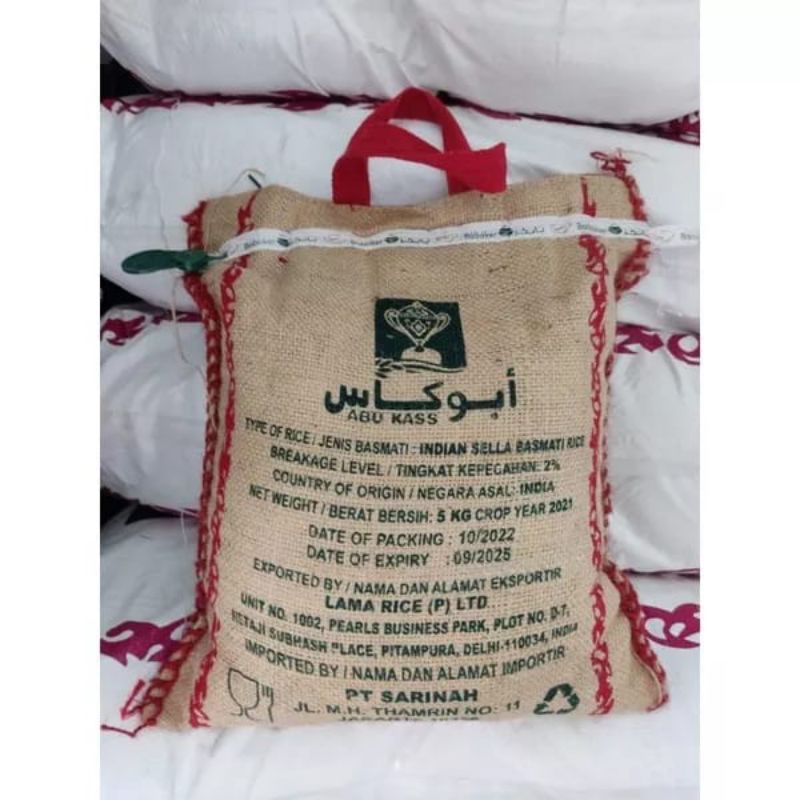 Baobaker
أبو كاس
ABU KASS
TYPE OF RICE / JENIS BASMATI : INDIAN SELLA BASMATI RICE
BREAKAGE LEVEL / TINGKAT KEPECAHAN: 2%
COUNTRY OF ORIGIN / NEGARA ASAL: INDIA
NET WEIGHT / BERAT BERSIH: 5 KG CROP YEAR 2021
DATE OF PACKING : 10/2022
DATE OF EXPIRY : 09/2025
EXPORTED BY / NAMA DAN ALAMAT EKSPORTIR
LAMA RICE (P) LTD
UNIT NO. 1002, PEARLS BUSINESS PARK, PLOT NO. D-7,
NETAJI SUBHASH PLACE, PITAMPURA, DELHI-110034, INDIA
IMPORTED BY / NAMA DAN ALAMAT IMPORTIR
PT SARINAH
JL. M.H. THAMRIN NO: 11